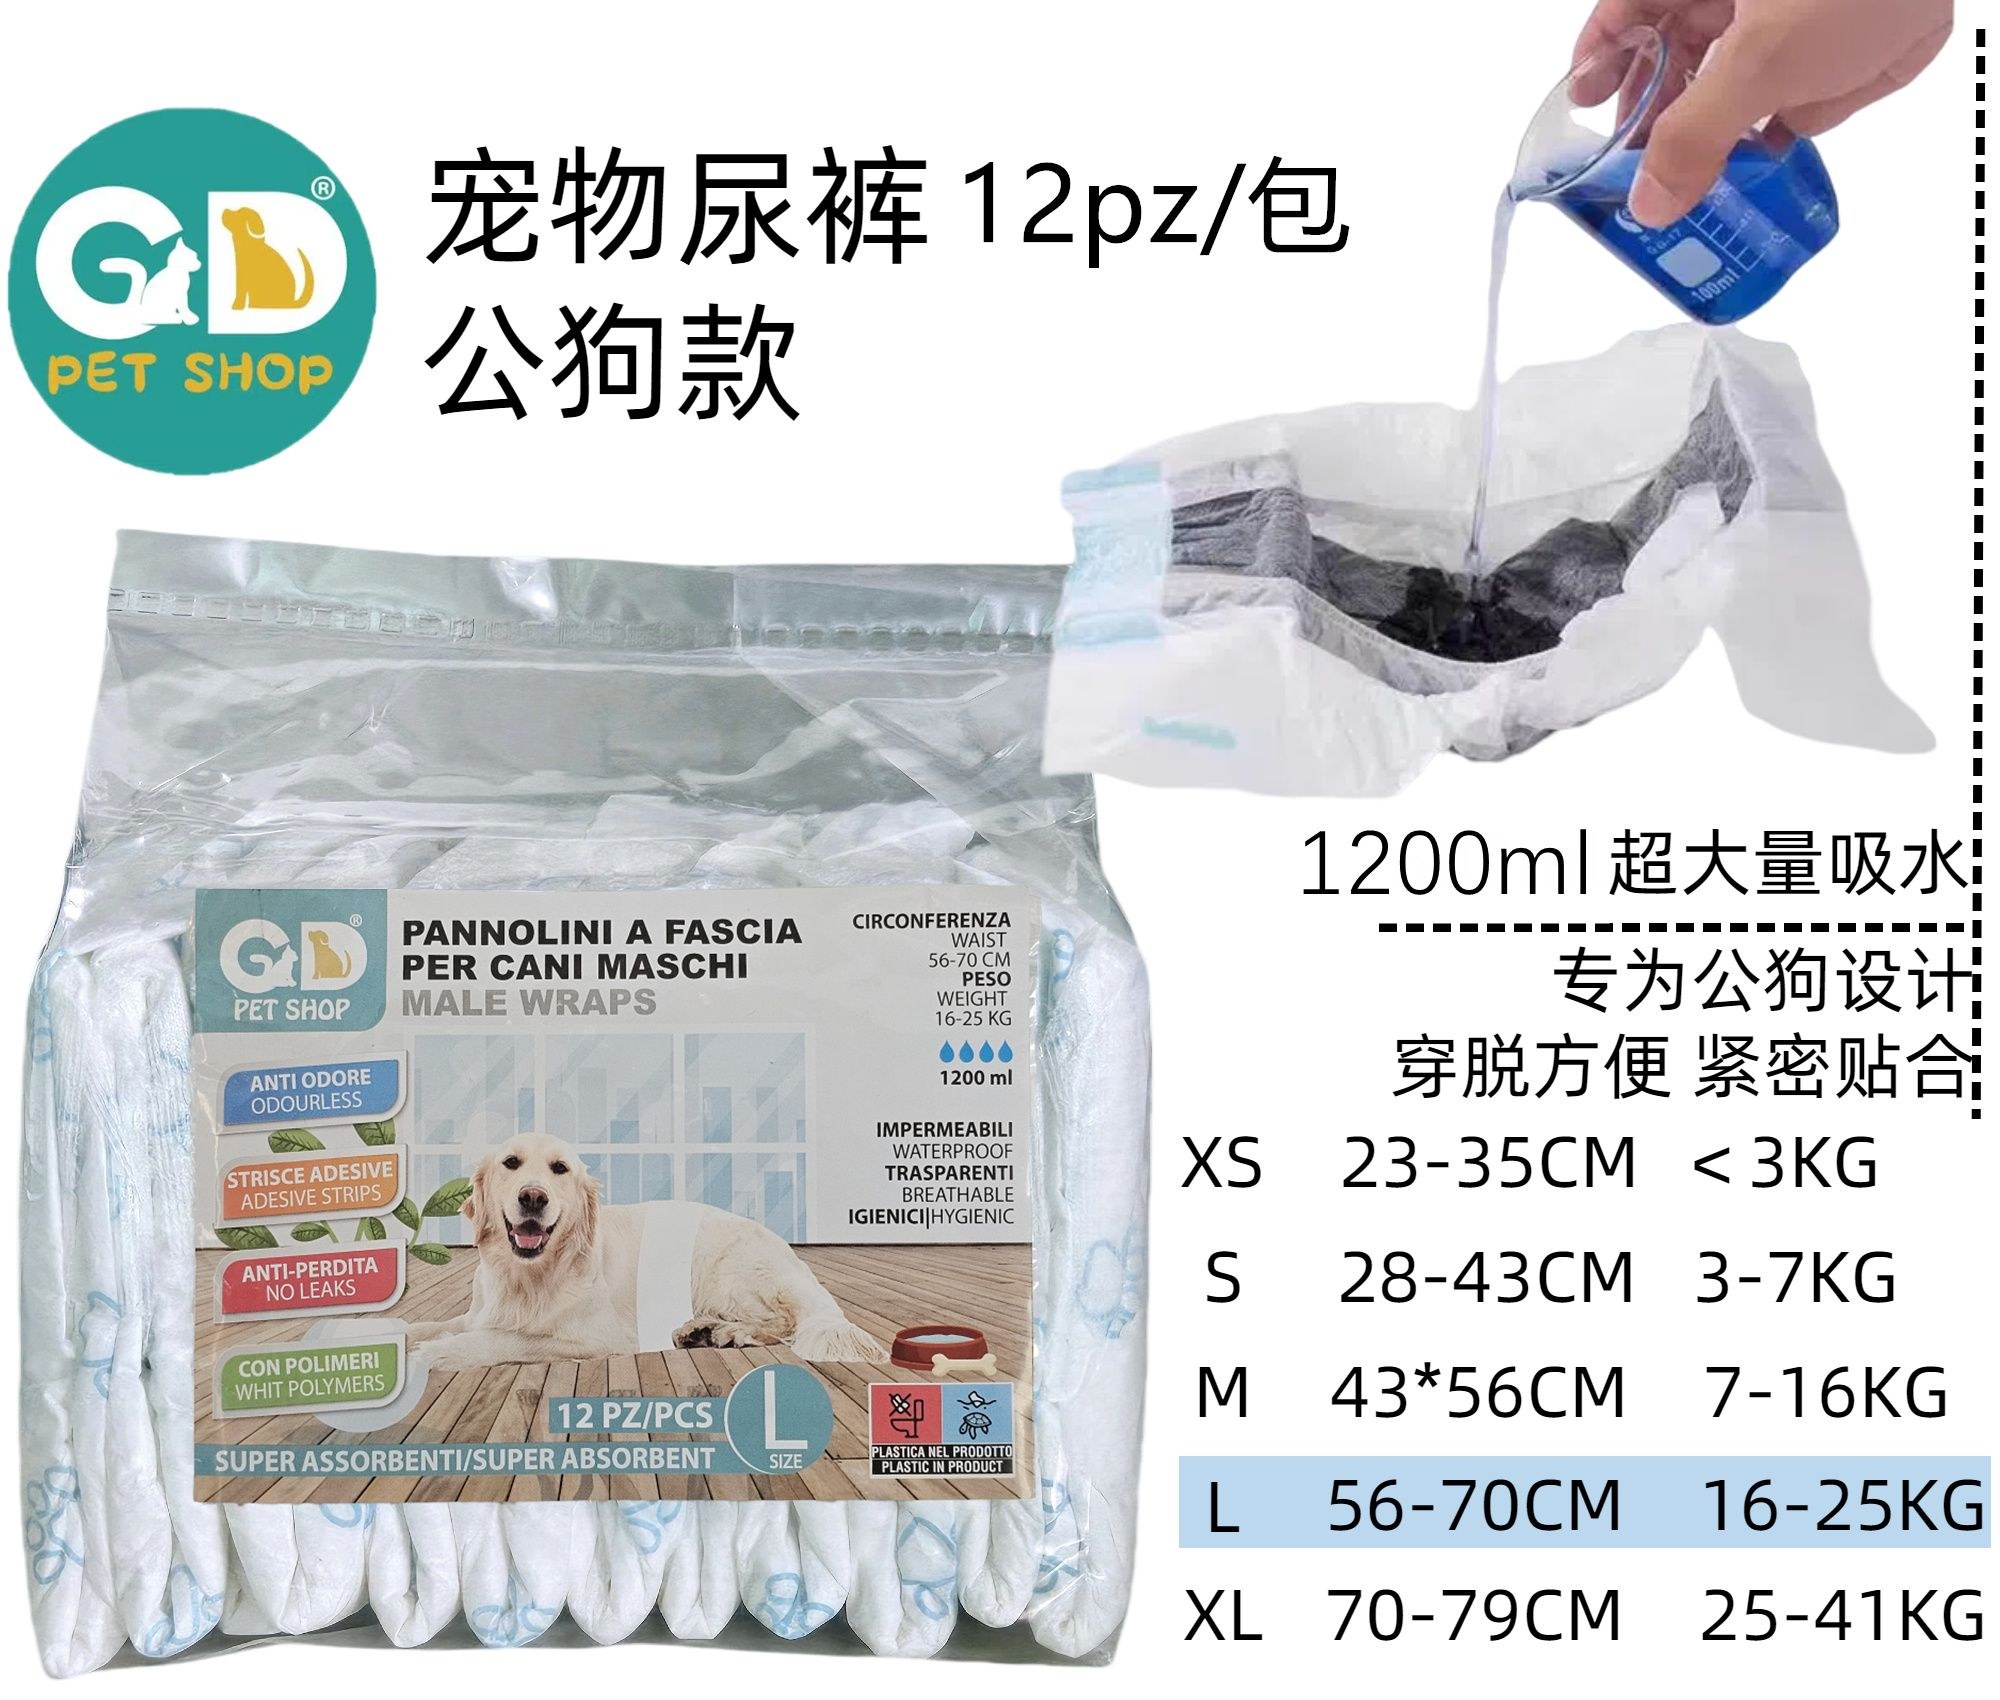 GD®
PET SHOP
宠物尿裤 12pz/包
公狗款
100ml
GD®
PET SHOP
PANNOLINI A FASCIA
PER CANI MASCHI
MALE WRAPS
CIRCONFERENZA
WAIST
56-70 CM
PESO
WEIGHT
16-25 KG
1200 ml
IMPERMEABILI
WATERPROOF
TRASPARENTI
BREATHABLE
IGIENICI|HYGIENIC
ANTI ODORE
ODOURLESS
STRISCE ADESIVE
ADESIVE STRIPS
ANTI-PERDITA
NO LEAKS
CON POLIMERI
WHIT POLYMERS
12 PZ/PCS
L
SIZE
SUPER ASSORBENTI/SUPER ABSORBENT
PLASTICA NEL PRODOTTO
PLASTIC IN PRODUCT
1200ml 超大量吸水
专为公狗设计
穿脱方便 紧密贴合
XS 23-35CM < 3KG
S 28-43CM 3-7KG
M 43*56CM 7-16KG
L 56-70CM 16-25KG
XL 70-79CM 25-41KG